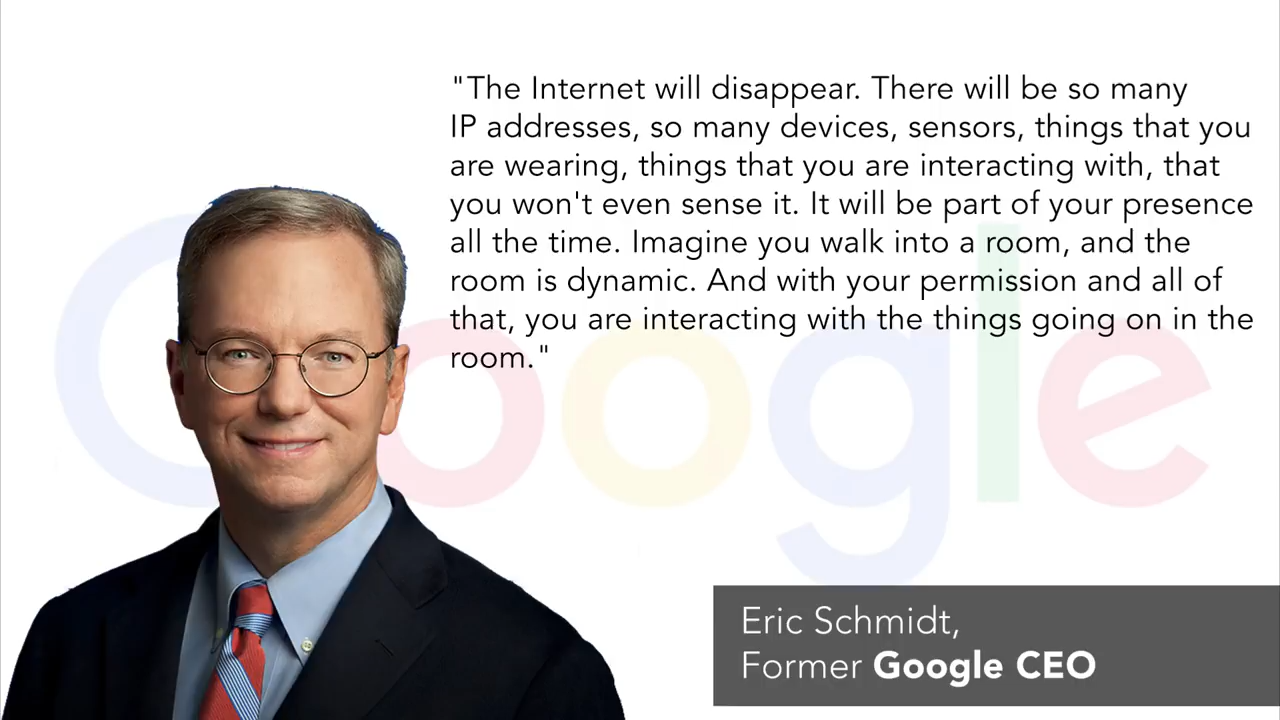 "The Internet will disappear. There will be so many
IP addresses, so many devices, sensors, things that you
are wearing, things that you are interacting with, that
you won't even sense it. It will be part of your presence
all the time. Imagine you walk into a room, and the
room is dynamic. And with your permission and all of
that, you are interacting with the things going on in the
room."
Google
Eric Schmidt,
Former Google CEO